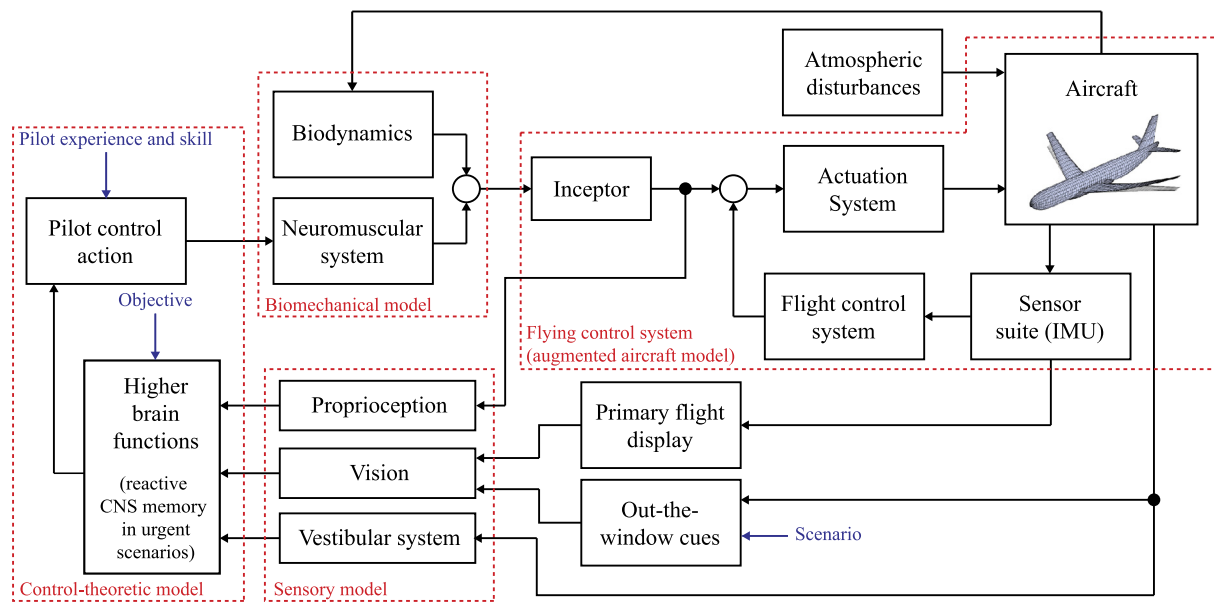 Atmospheric
disturbances
Aircraft
Biodynamics
Pilot experience and skill
Inceptor
Actuation
System
Pilot control
action
Neuromuscular
system
Biomechanical model
Objective
Flight control
system
Sensor
suite (IMU)
Flying control system
(augmented aircraft model)
Higher
brain
functions
(reactive
CNS memory
in urgent
scenarios)
Proprioception
Primary flight
display
Vision
Out-the-
window cues
Scenario
Vestibular system
Control-theoretic model
Sensory model